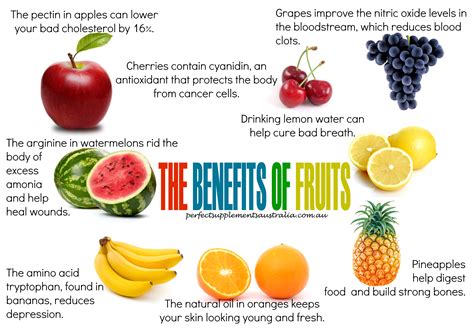 The pectin in apples can lower
your bad cholesterol by 16%.
Grapes improve the nitric oxide levels in
the bloodstream, which reduces blood
clots.
Cherries contain cyanidin, an
antioxidant that protects the body
from cancer cells.
Drinking lemon water can
help cure bad breath.
The arginine in watermelons rid the
body of
excess
amonia
and help
heal wounds.
THE BENEFITS OF FRUITS
perfectsupplementsaustralia.com.au
Pineapples
help digest
food and build strong bones.
The amino acid
tryptophan, found in
bananas, reduces
depression.
The natural oil in oranges keeps
your skin looking young and fresh.